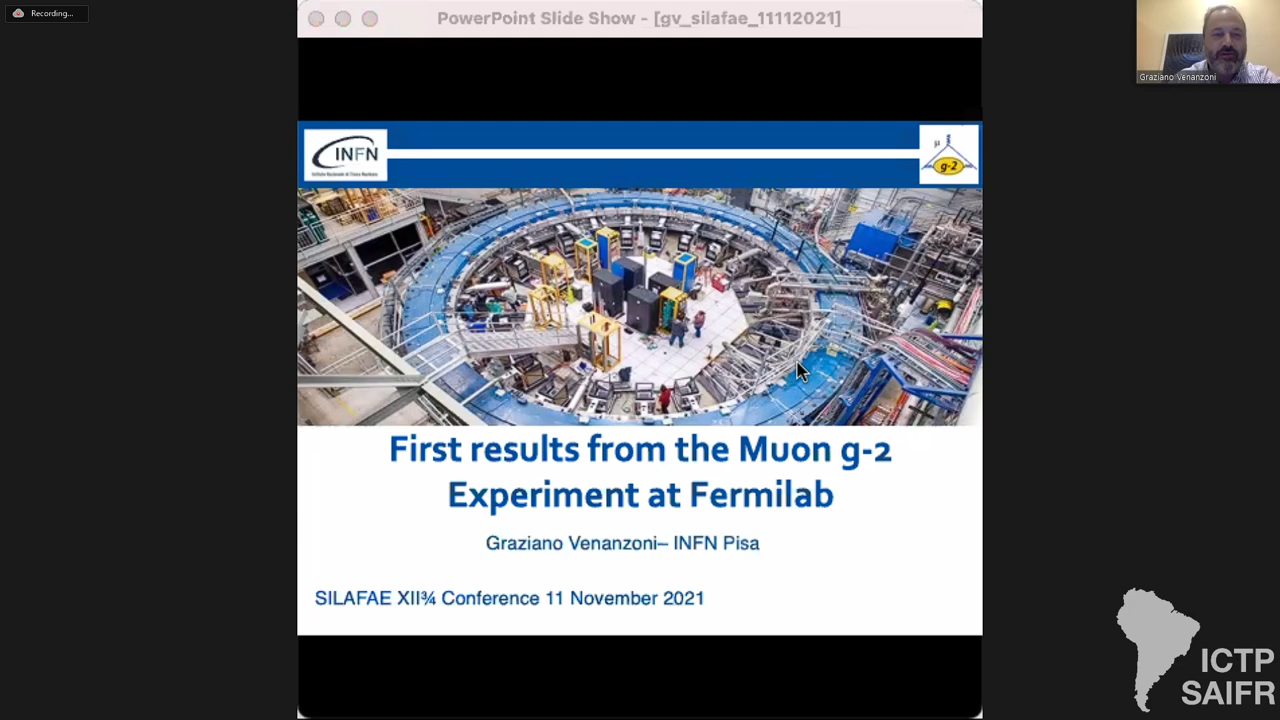 Recording...
PowerPoint Slide Show - [gv_silafae_11112021]
Graziano Venanzoni
INFN
μ
g-2
First results from the Muon g-2
Experiment at Fermilab
Graziano Venanzoni– INFN Pisa
SILAFAE XII¾ Conference 11 November 2021
ICTP
SAIFR